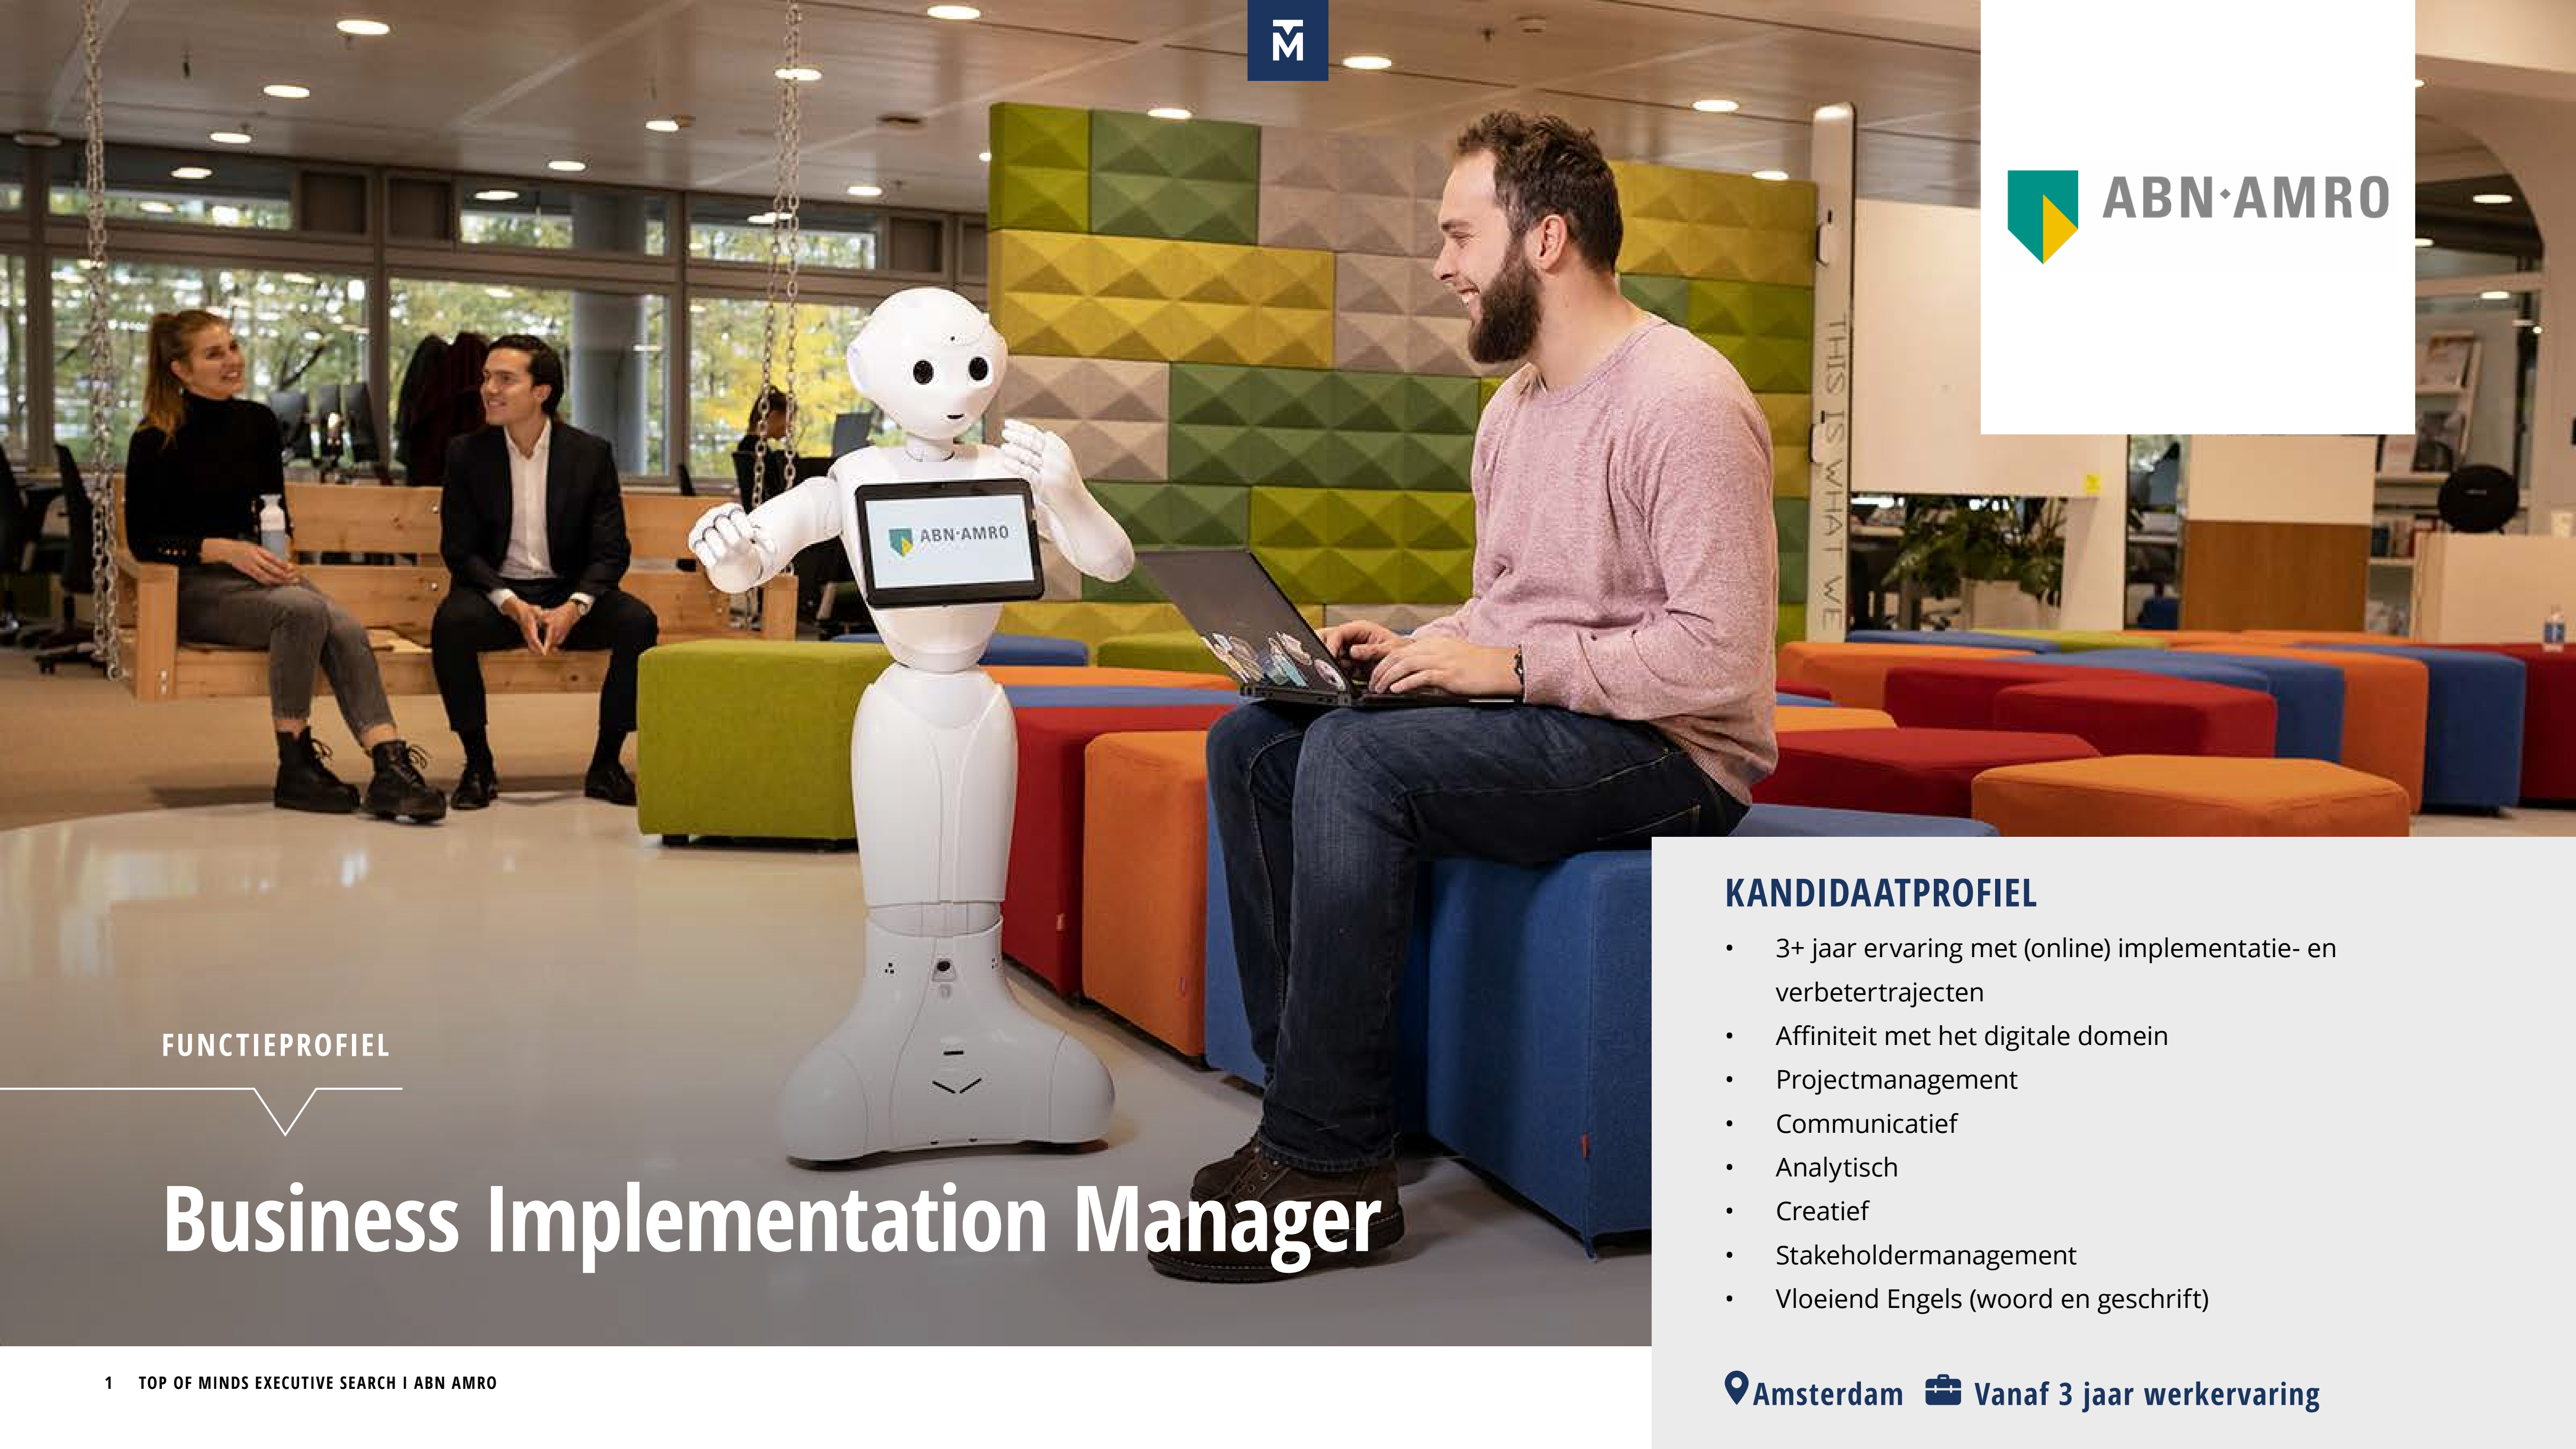 TM
ABN·AMRO
THIS IS WHAT WE
ABN·AMRO
KANDIDAATPROFIEL
• 3+ jaar ervaring met (online) implementatie- en
verbetertrajecten
• Affiniteit met het digitale domein
• Projectmanagement
• Communicatief
• Analytisch
• Creatief
• Stakeholdermanagement
• Vloeiend Engels (woord en geschrift)
Amsterdam Vanaf 3 jaar werkervaring
FUNCTIEPROFIEL
Business Implementation Manager
1 TOP OF MINDS EXECUTIVE SEARCH I ABN AMRO